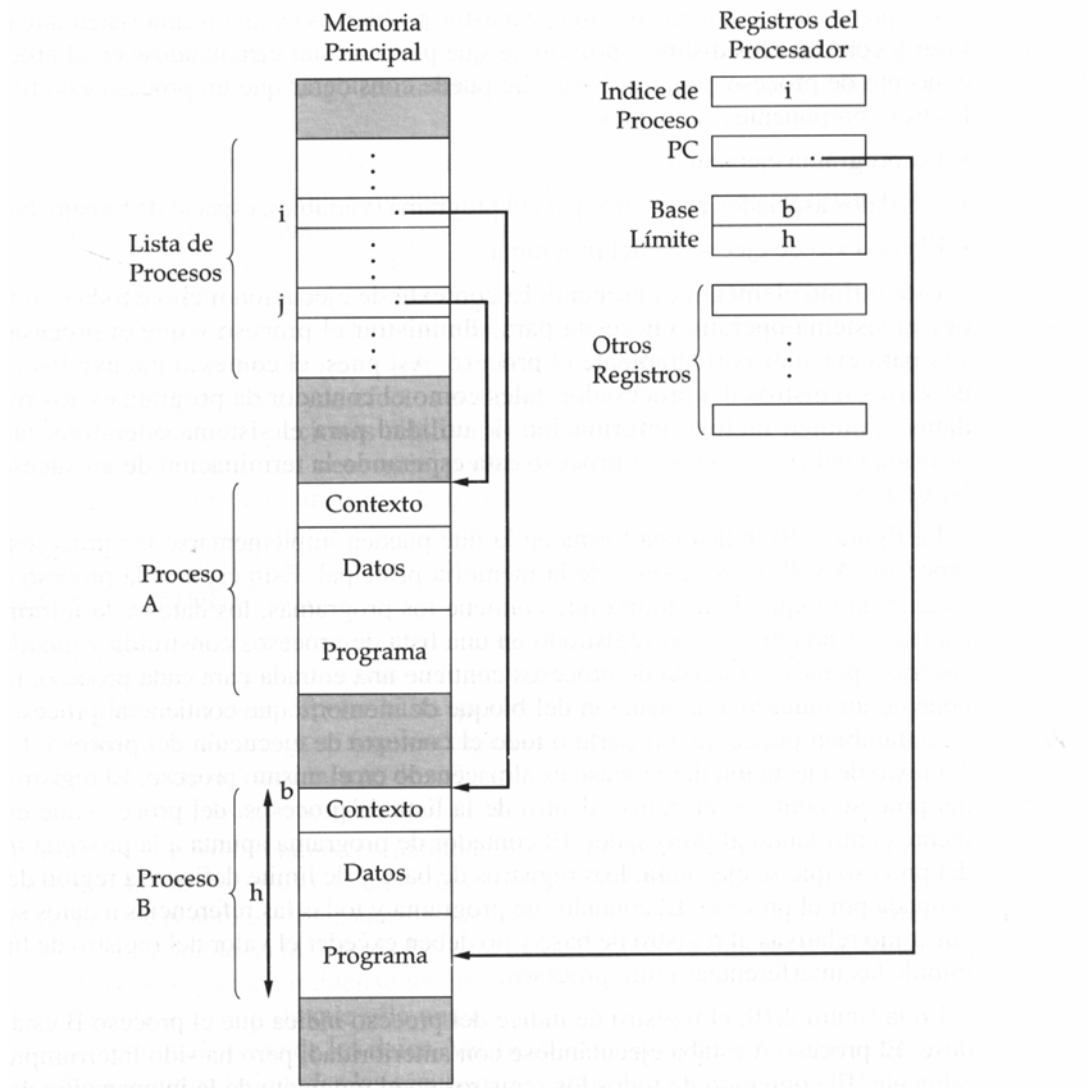 Memoria
Principal
Registros del
Procesador
Indice de
Proceso
i
PC
Base
b
Límite
h
Otros
Registros
Lista de
Procesos
i
j
Proceso
A
Contexto
Datos
Programa
Proceso
B
b
h
Contexto
Datos
Programa